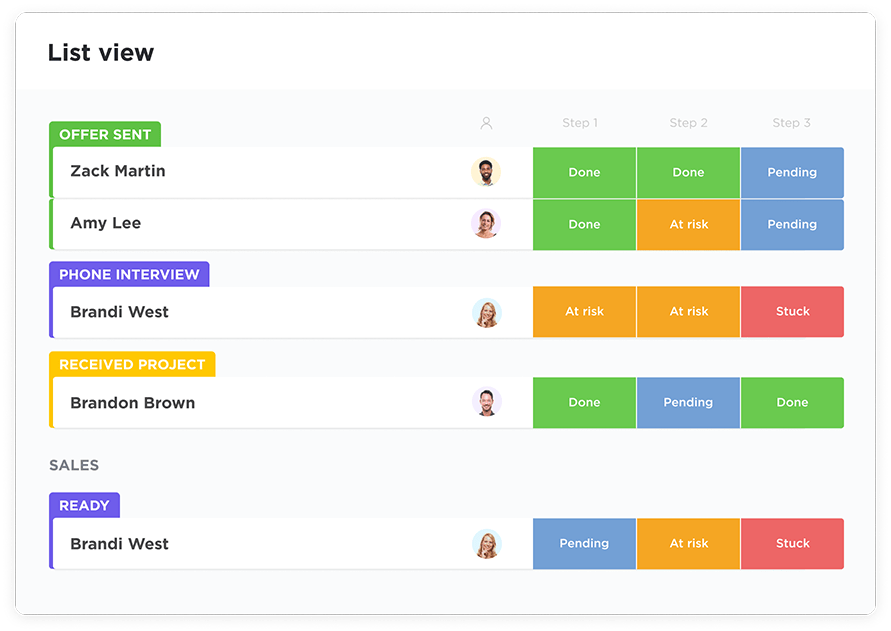 List view
Step 1 Step 2 Step 3
OFFER SENT
Zack Martin Done Done Pending
Amy Lee Done At risk Pending
PHONE INTERVIEW
Brandi West At risk At risk Stuck
RECEIVED PROJECT
Brandon Brown Done Pending Done
SALES
READY
Brandi West Pending At risk Stuck